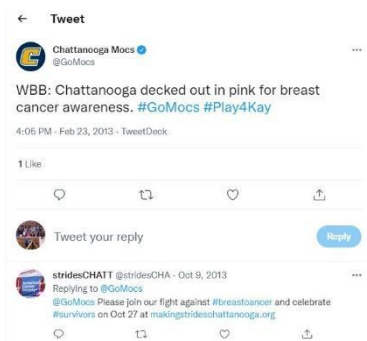 Tweet
Chattanooga Mocs
@GoMocs
WBB: Chattanooga decked out in pink for breast
cancer awareness. #GoMocs #Play4Kay
4:05 PM · Feb 23, 2013 · TweetDeck
1 Like
Tweet your reply
Reply
stridesCHATT @stridesCHA · Oct 9, 2013
Replying to @GoMocs
@GoMocs Please join our fight against #breastcancer and celebrate
#survivors on Oct 27 at makingstrideschattanooga.org